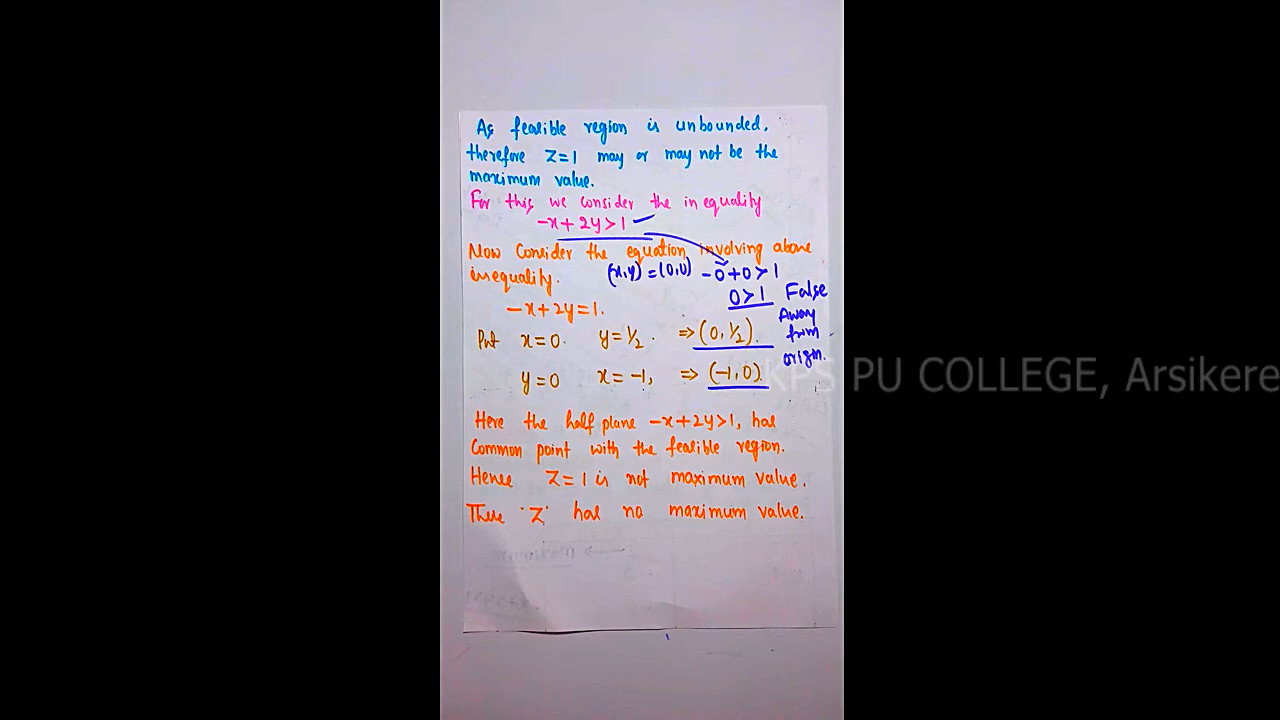 As feasible region is unbounded,
therefore Z=1 may or may not be the
maximum value.
For this, we consider the inequality
-x+2y>1
Now Consider the equation involving above
inequality. (x,y)=(0,0) -0+0>1
0>1 False
Away
from
origin.
-x+2y=1.
Put x=0. y=1/2. ⇒(0,1/2).
y=0 x=-1, ⇒(-1,0).
KPS PU COLLEGE, Arsikere
Here the half plane -x+2y>1, has
Common point with the feasible region.
Hence Z=1 is not maximum value.
'Z' has no maximum value.